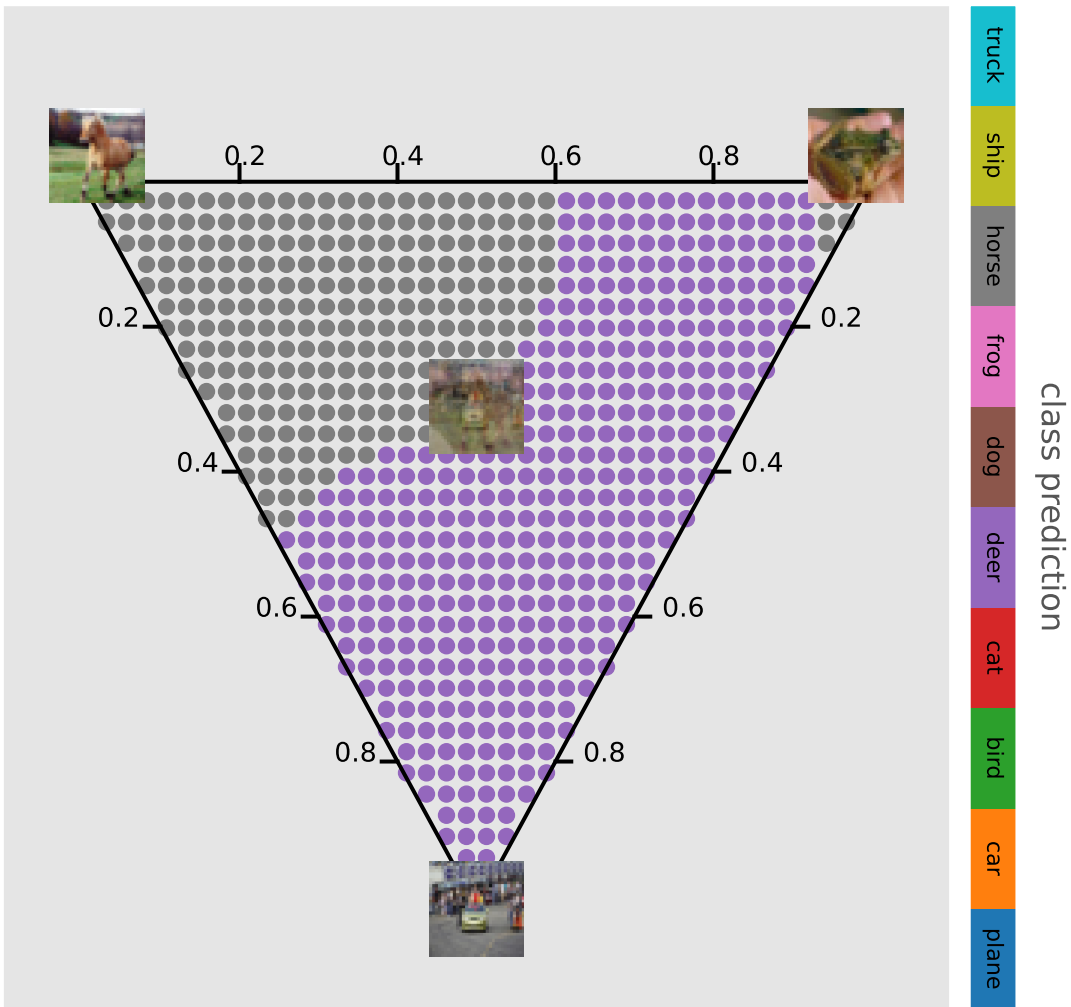 0.2 0.4 0.6 0.8
0.2 0.2
0.4 0.4
0.6 0.6
0.8 0.8
truck
ship
horse
frog
dog
deer
cat
bird
car
plane
class prediction